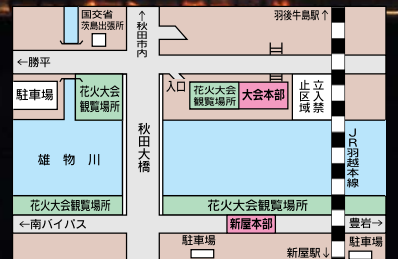 国交省
茨島出張所
↑秋田市内
羽後牛島駅↑
←勝平
駐車場
花火大会
観覧場所
入口
花火大会
観覧場所
大会本部
立入禁
止区域
雄物川
秋田大橋
JR羽越本線
花火大会観覧場所
花火大会観覧場所
←南バイパス
新屋本部
豊岩→
駐車場
新屋駅↓
駐車場